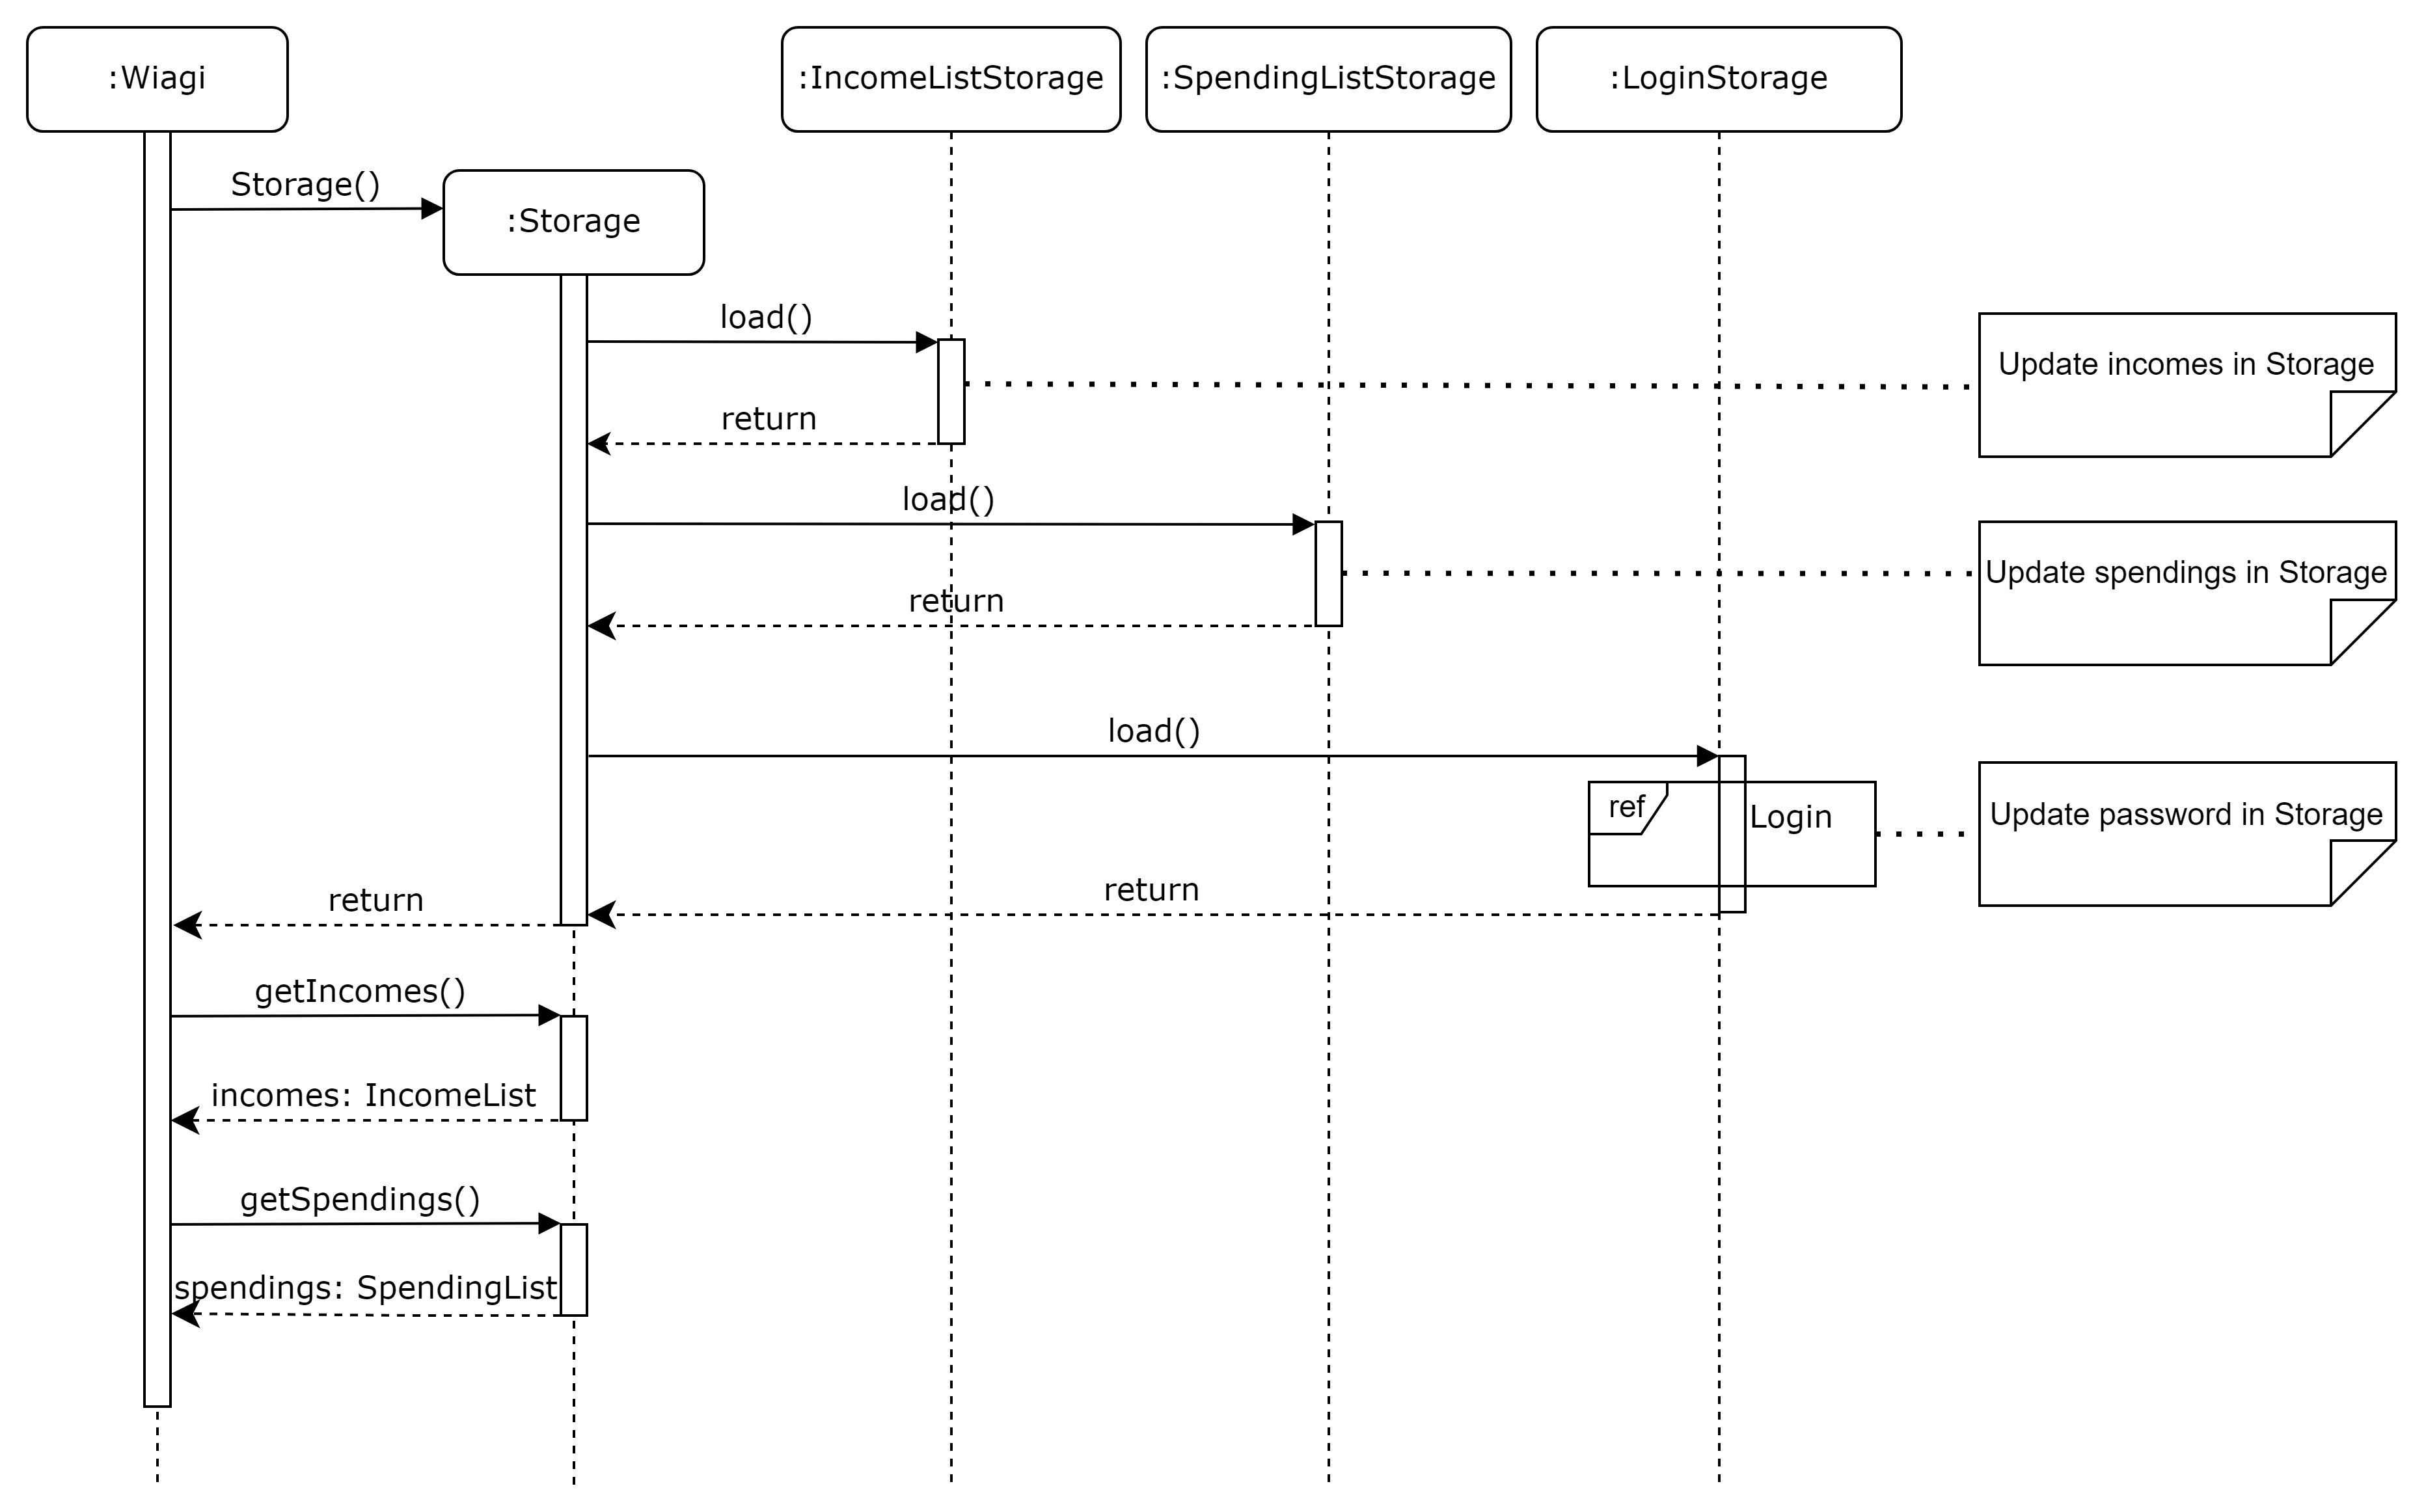 :Wiagi
:IncomeListStorage
:SpendingListStorage
:LoginStorage
Storage()
:Storage
load()
Update incomes in Storage
return
load()
Update spendings in Storage
return
load()
ref
Login
Update password in Storage
return
return
getIncomes()
incomes: IncomeList
getSpendings()
spendings: SpendingList